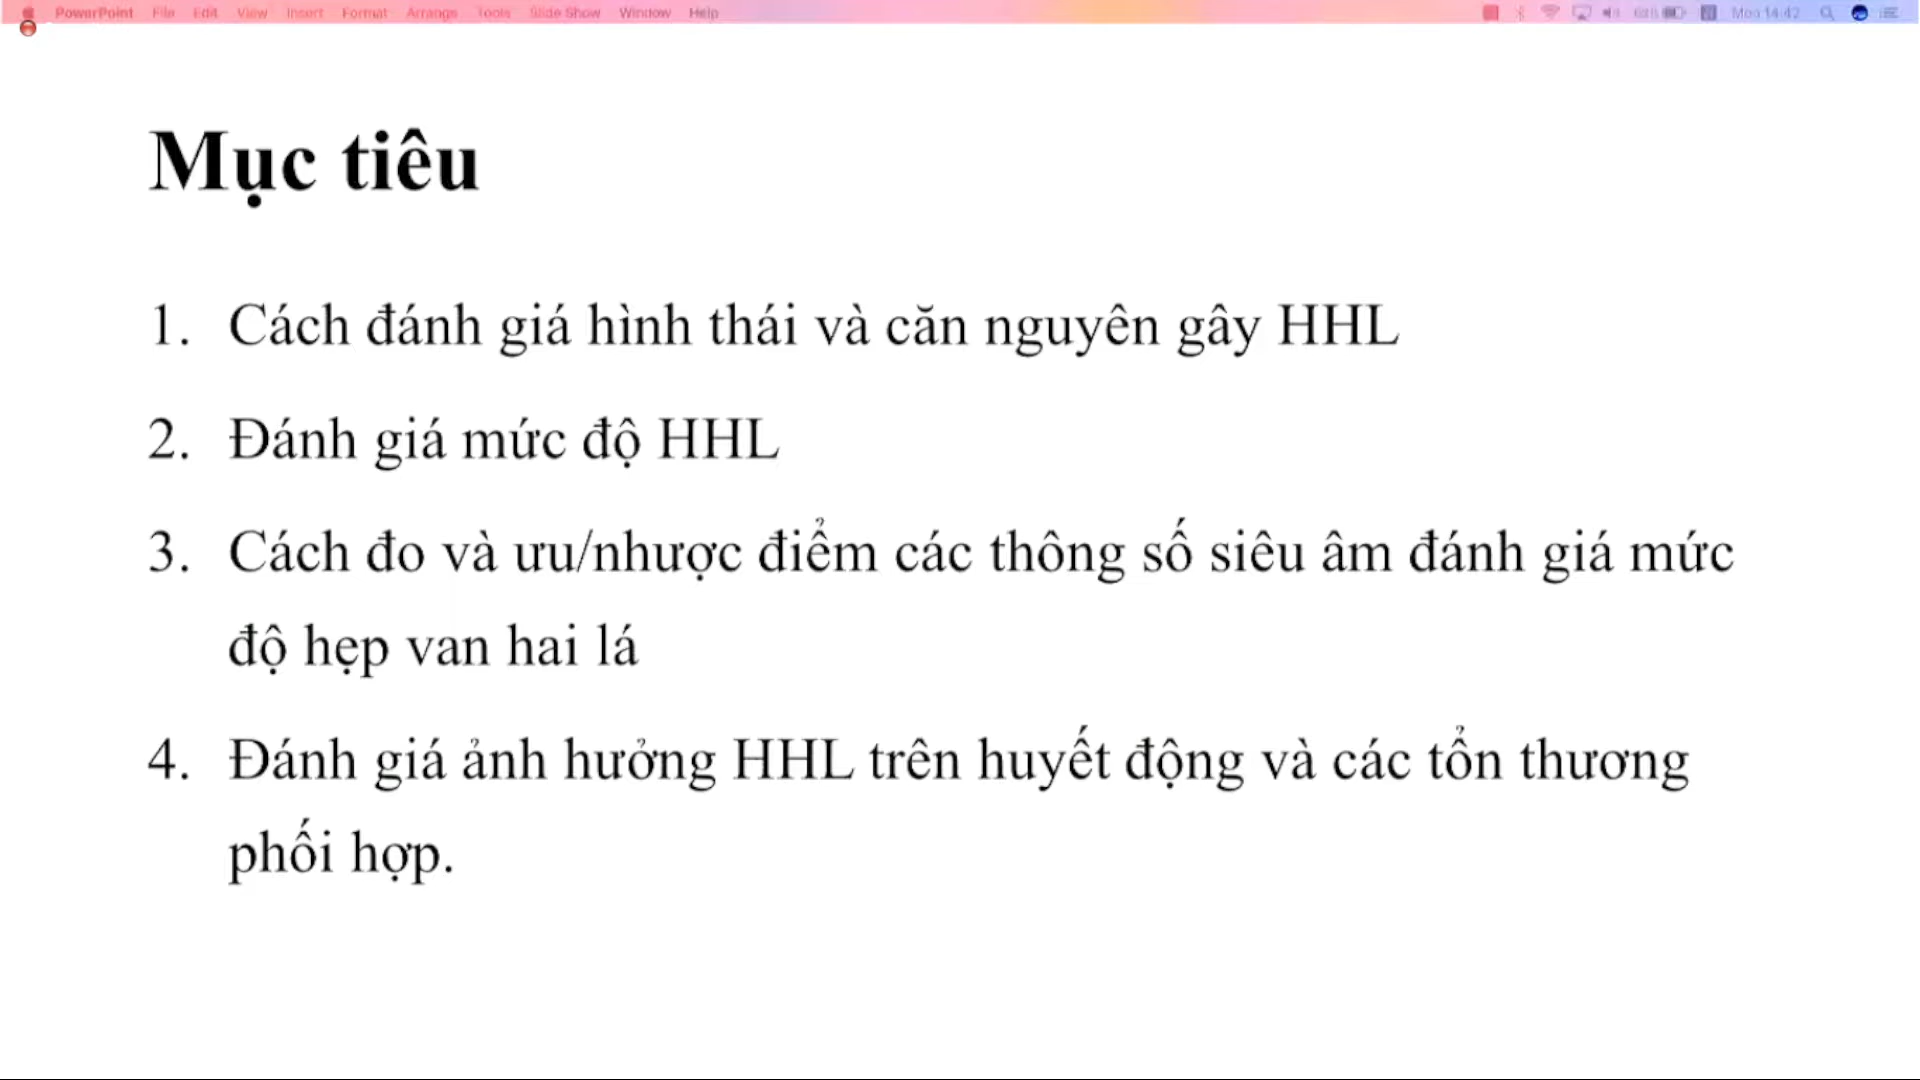 PowerPoint File Edit View Insert Format Arrange Tools Slide Show Window Help Mon 14:42
Mục tiêu
1. Cách đánh giá hình thái và căn nguyên gây HHL
2. Đánh giá mức độ HHL
3. Cách đo và ưu/nhược điểm các thông số siêu âm đánh giá mức
độ hẹp van hai lá
4. Đánh giá ảnh hưởng HHL trên huyết động và các tổn thương
phối hợp.